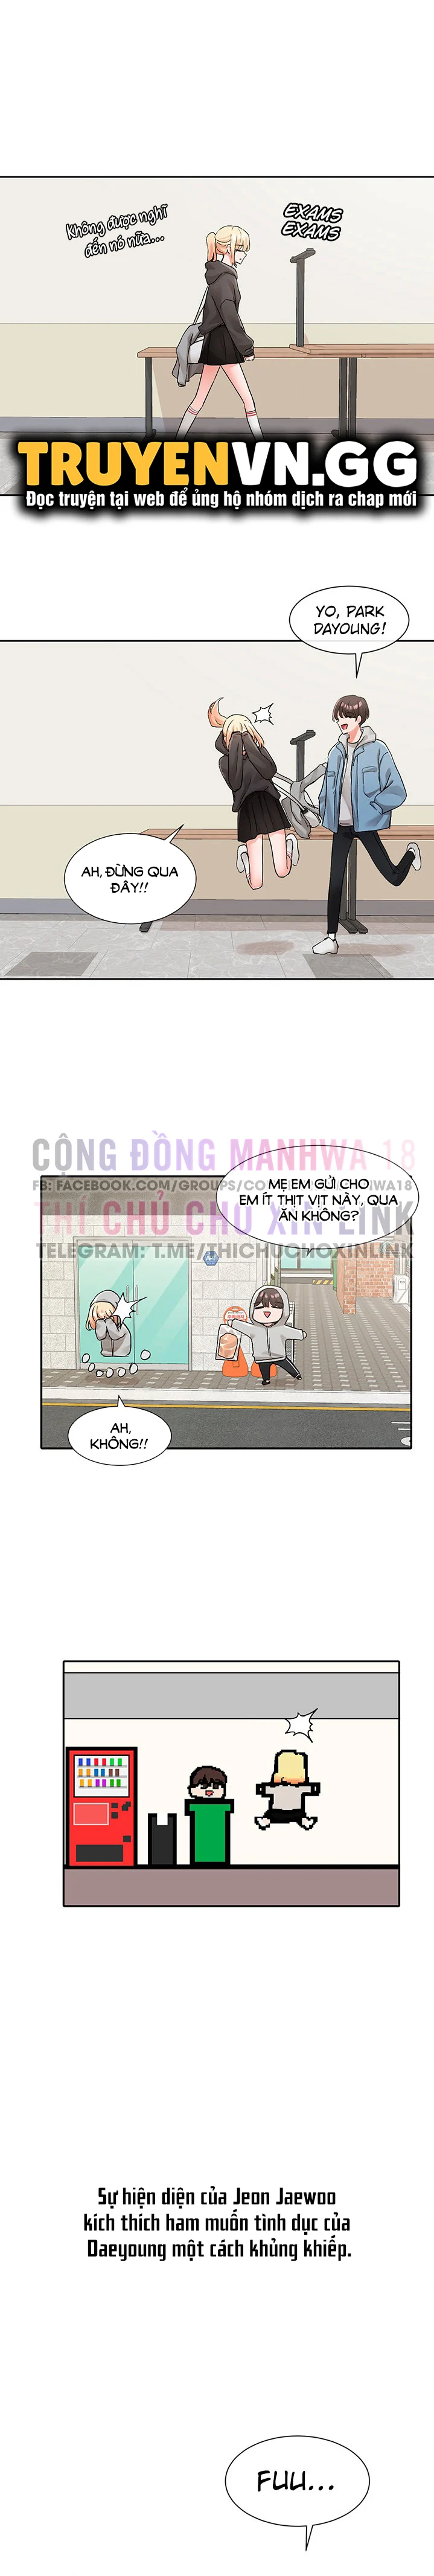 Không được nghĩ
đến nó nữa...
EXAMS
EXAMS
TRUYENVN.GG
Đọc truyện tại web để ủng hộ nhóm dịch ra chap mới
YO, PARK
DAYOUNG!
AH, ĐỪNG QUA
ĐÂY!!
CỘNG ĐỒNG MANHWA 18
MẸ EM GỬI CHO
EM ÍT THỊT VỊT NÀY, QUA
ĂN KHÔNG?
THÍ CHỦ CHO XIN LINK
TELEGRAM: T.ME/THICHUCHOXINLINK
AH,
KHÔNG!!
Sự hiện diện của Jeon Jaewoo
kích thích ham muốn tình dục của
Daeyoung một cách khủng khiếp.
FUU...